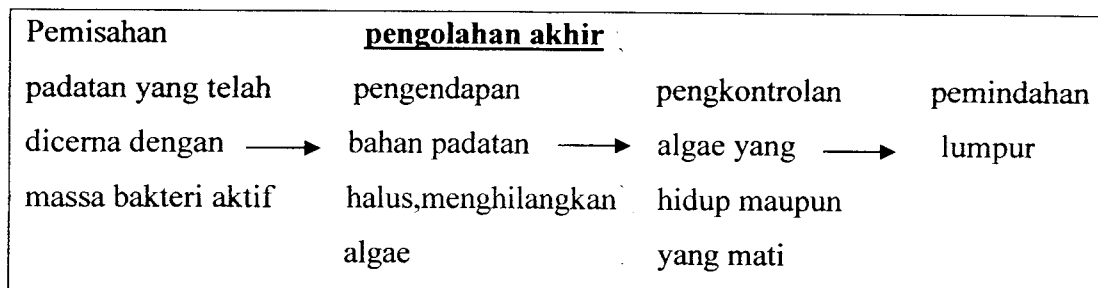 Pemisahan
padatan yang telah
dicerna dengan
massa bakteri aktif
pengolahan akhir
pengendapan
bahan padatan
halus,menghilangkan
algae
pengkontrolan
algae yang
hidup maupun
yang mati
pemindahan
lumpur